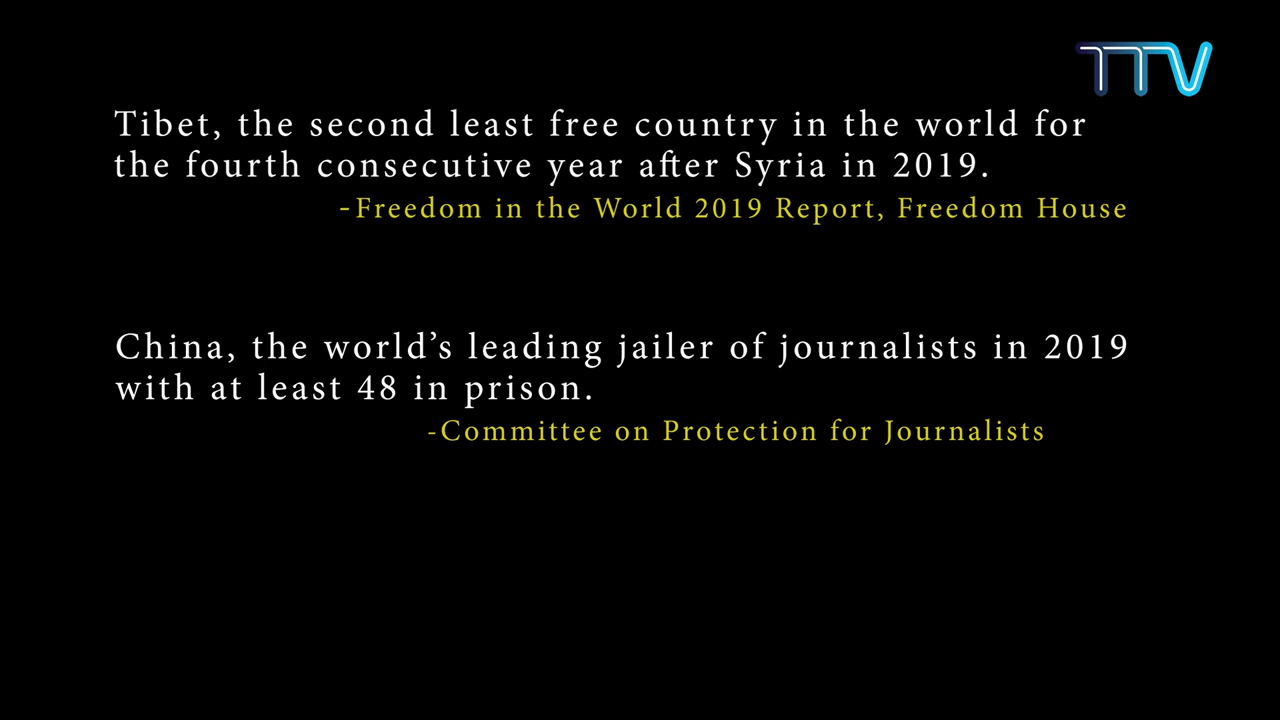 TTV
Tibet, the second least free country in the world for
the fourth consecutive year after Syria in 2019.
-Freedom in the World 2019 Report, Freedom House
China, the world's leading jailer of journalists in 2019
with at least 48 in prison.
-Committee on Protection for Journalists